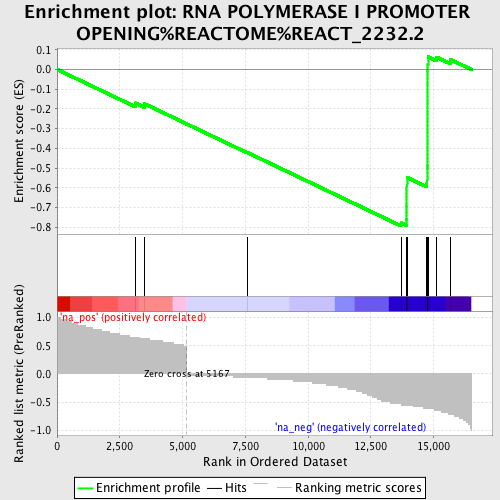 Enrichment plot: RNA POLYMERASE I PROMOTER
OPENING%REACTOME%REACT_2232.2
Enrichment score (ES)
0.1
0.0
-0.1
-0.2
-0.3
-0.4
-0.5
-0.6
-0.7
-0.8
Ranked list metric (PreRanked)
1.0
0.5
0.0
-0.5
-1.0
'na_pos' (positively correlated)
Zero cross at 5167
'na_neg' (negatively correlated)
0 2,500 5,000 7,500 10,000 12,500 15,000
Rank in Ordered Dataset
Enrichment profile Hits Ranking metric scores